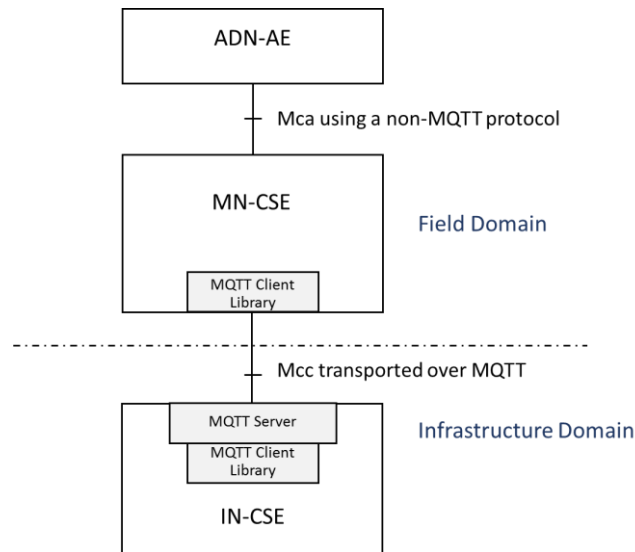 ADN-AE
Mca using a non-MQTT protocol
MN-CSE
Field Domain
MQTT Client
Library
Mcc transported over MQTT
MQTT Server
Infrastructure Domain
MQTT Client
Library
IN-CSE